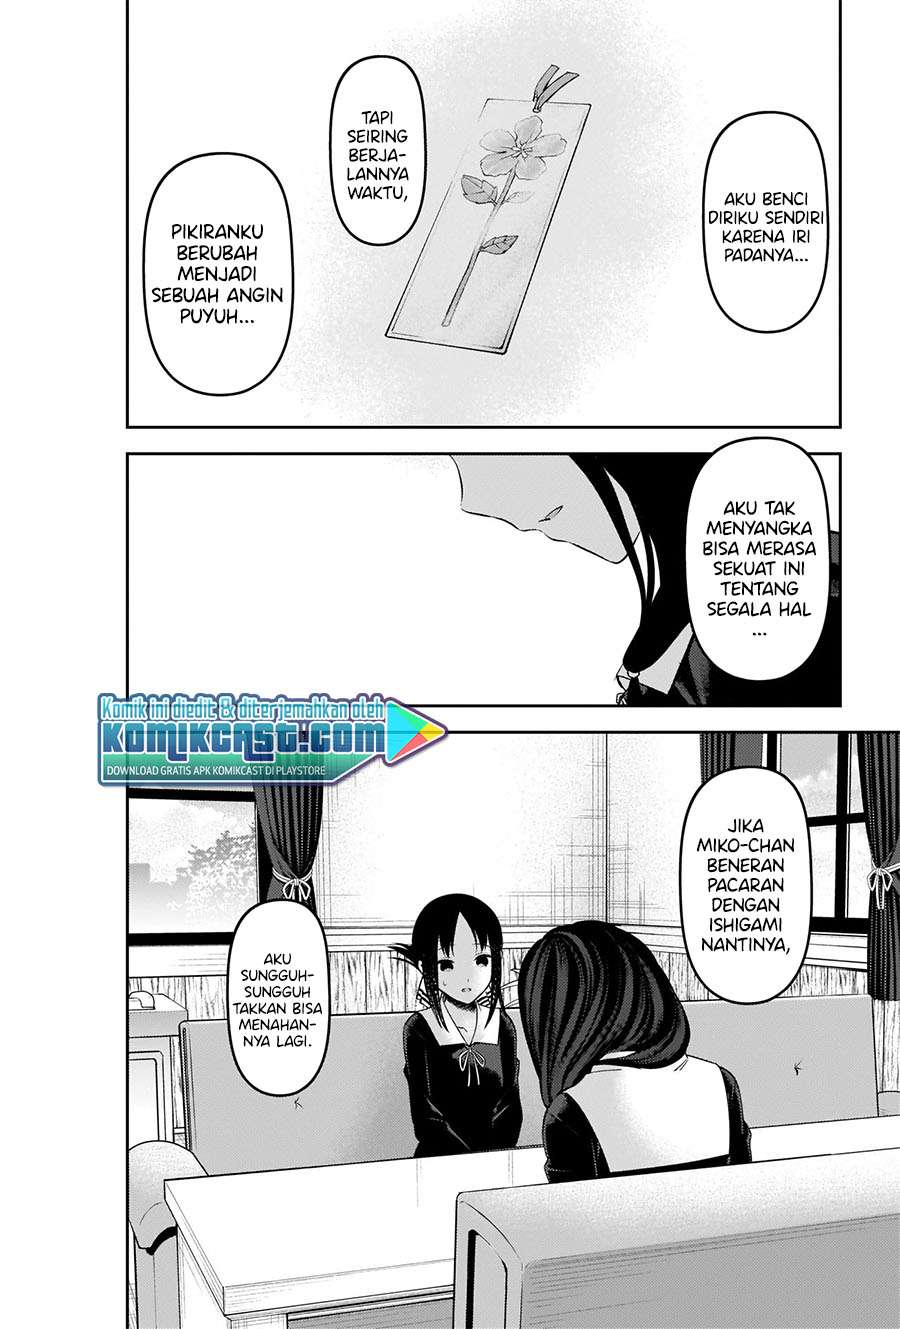 AKU BENCI
DIRIKU SENDIRI
KARENA IRI
PADANYA...
TAPI
SEIRING
BERJA-
LANNYA
WAKTU,
PIKIRANKU
BERUBAH
MENJADI
SEBUAH ANGIN
PUYUH...
AKU TAK
MENYANGKA
BISA MERASA
SEKUAT INI
TENTANG
SEGALA HAL
...
Komik ini diedit & diterjemahkan oleh
KOMIKCAST.COM
DOWNLOAD GRATIS APK KOMIKCAST DI PLAYSTORE
JIKA
MIKO-CHAN
BENERAN
PACARAN
DENGAN
ISHIGAMI
NANTINYA,
AKU
SUNGGUH-
SUNGGUH
TAKKAN BISA
MENAHAN-
NYA LAGI.